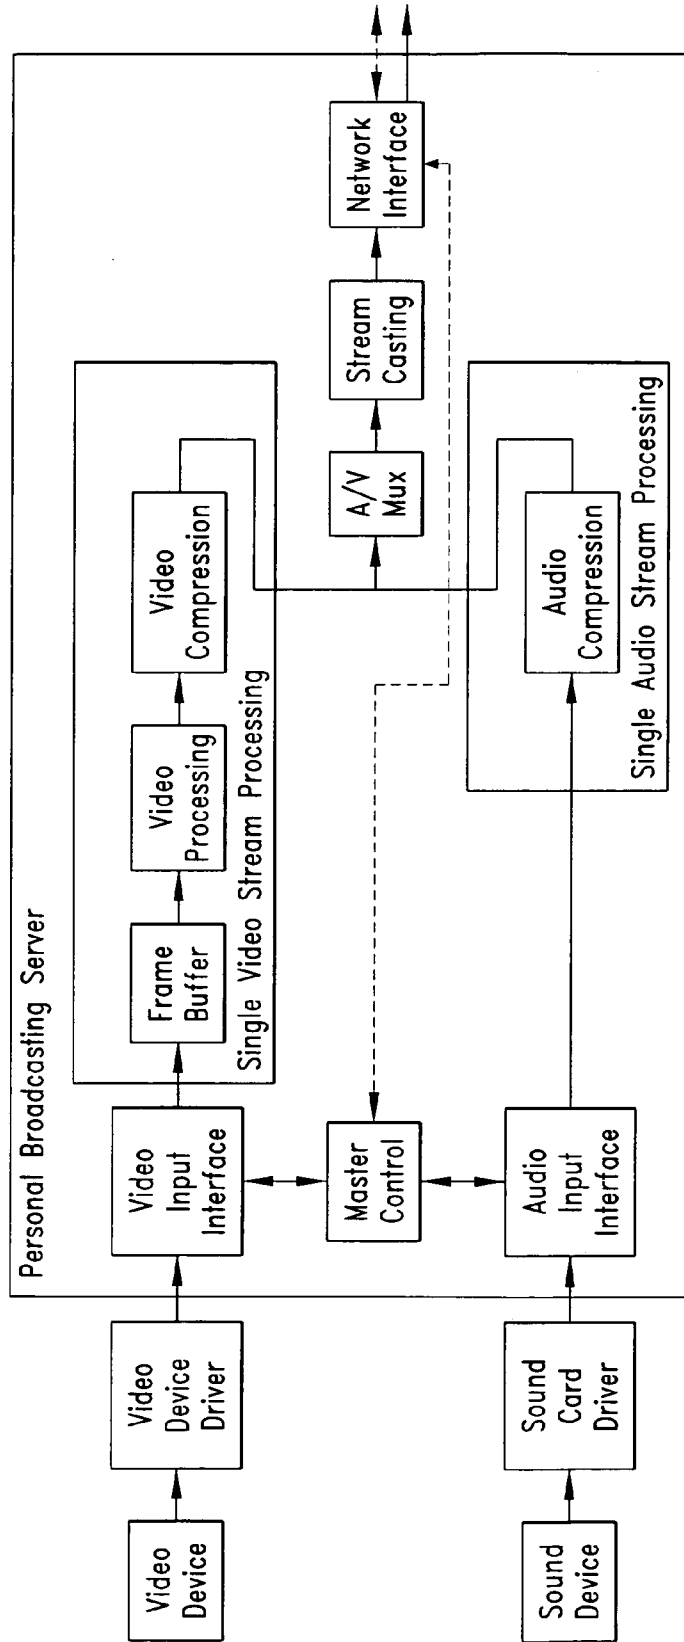 Personal Broadcasting Server
Video
Device
Video
Device
Driver
Video
Input
Interface
Frame
Buffer
Video
Processing
Video
Compression
Single Video Stream Processing
Master
Control
A/V
Mux
Stream
Casting
Network
Interface
Sound
Device
Sound
Card
Driver
Audio
Input
Interface
Audio
Compression
Single Audio Stream Processing